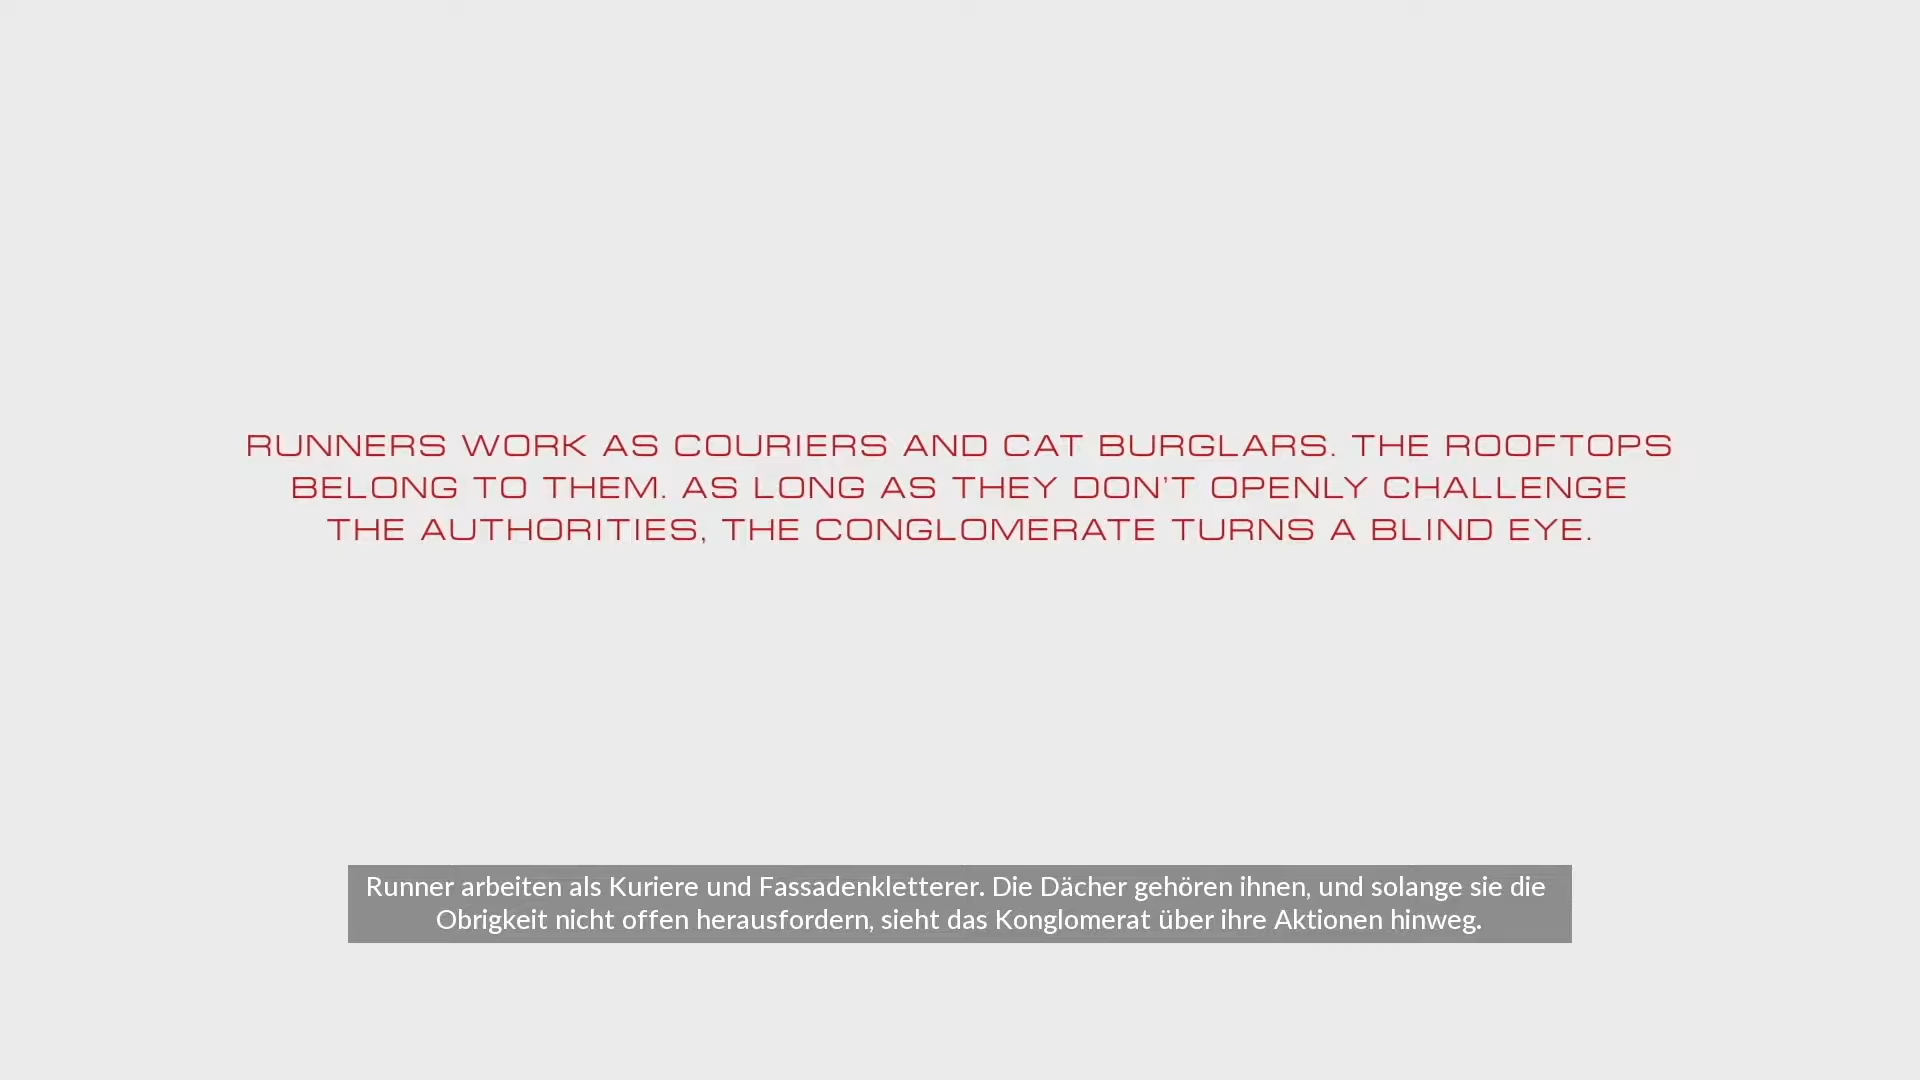 RUNNERS WORK AS COURIERS AND CAT BURGLARS. THE ROOFTOPS
BELONG TO THEM. AS LONG AS THEY DON'T OPENLY CHALLENGE
THE AUTHORITIES, THE CONGLOMERATE TURNS A BLIND EYE.
Runner arbeiten als Kuriere und Fassadenkletterer. Die Dächer gehören ihnen, und solange sie die
Obrigkeit nicht offen herausfordern, sieht das Konglomerat über ihre Aktionen hinweg.